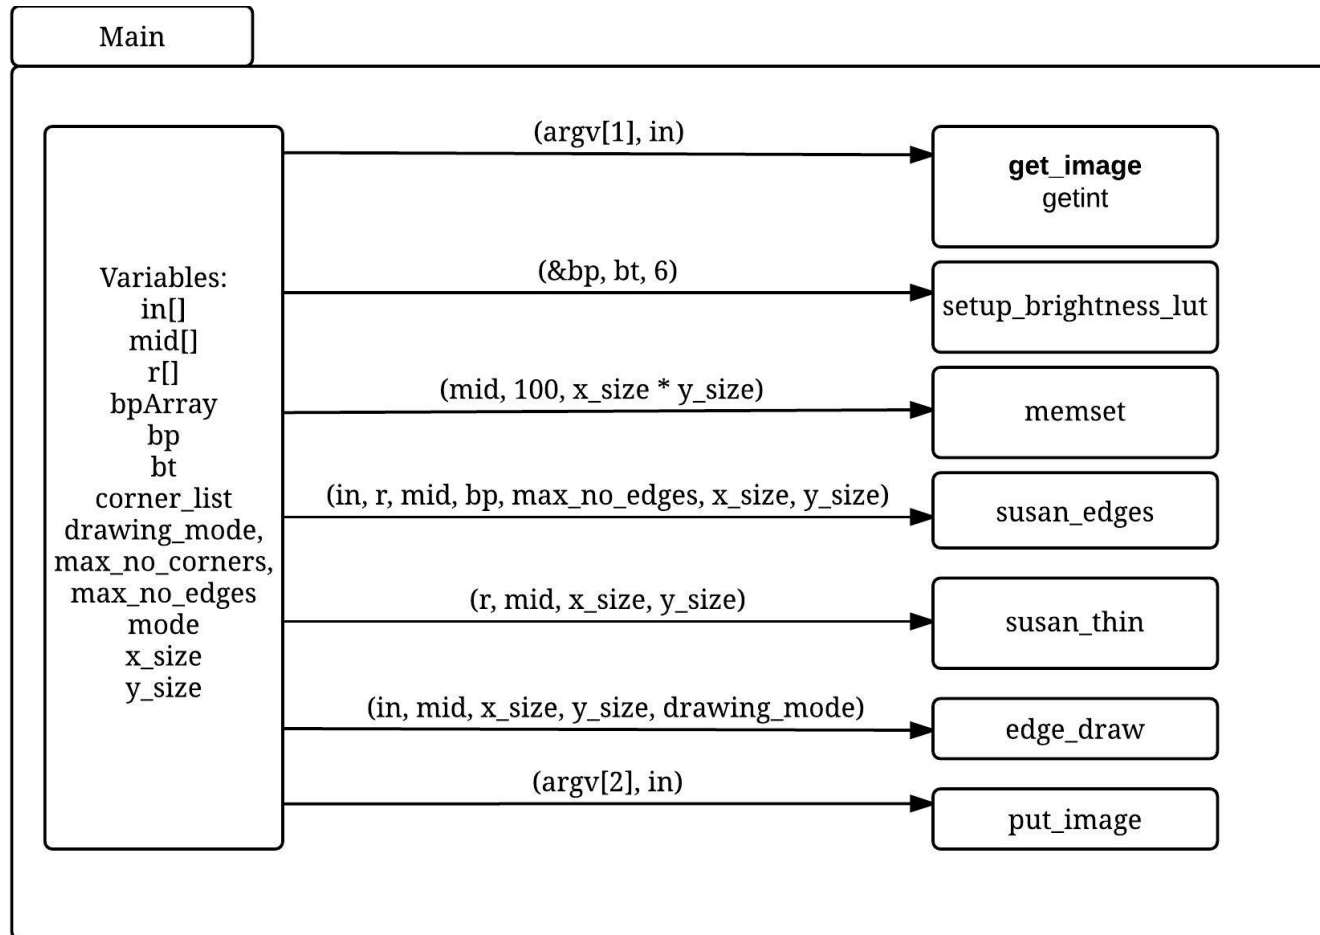 Main
Variables:
in[]
mid[]
r[]
bpArray
bp
bt
corner_list
drawing_mode,
max_no_corners,
max_no_edges
mode
x_size
y_size
(argv[1], in)
get_image
getint
(&bp, bt, 6)
setup_brightness_lut
(mid, 100, x_size * y_size)
memset
(in, r, mid, bp, max_no_edges, x_size, y_size)
susan_edges
(r, mid, x_size, y_size)
susan_thin
(in, mid, x_size, y_size, drawing_mode)
edge_draw
(argv[2], in)
put_image